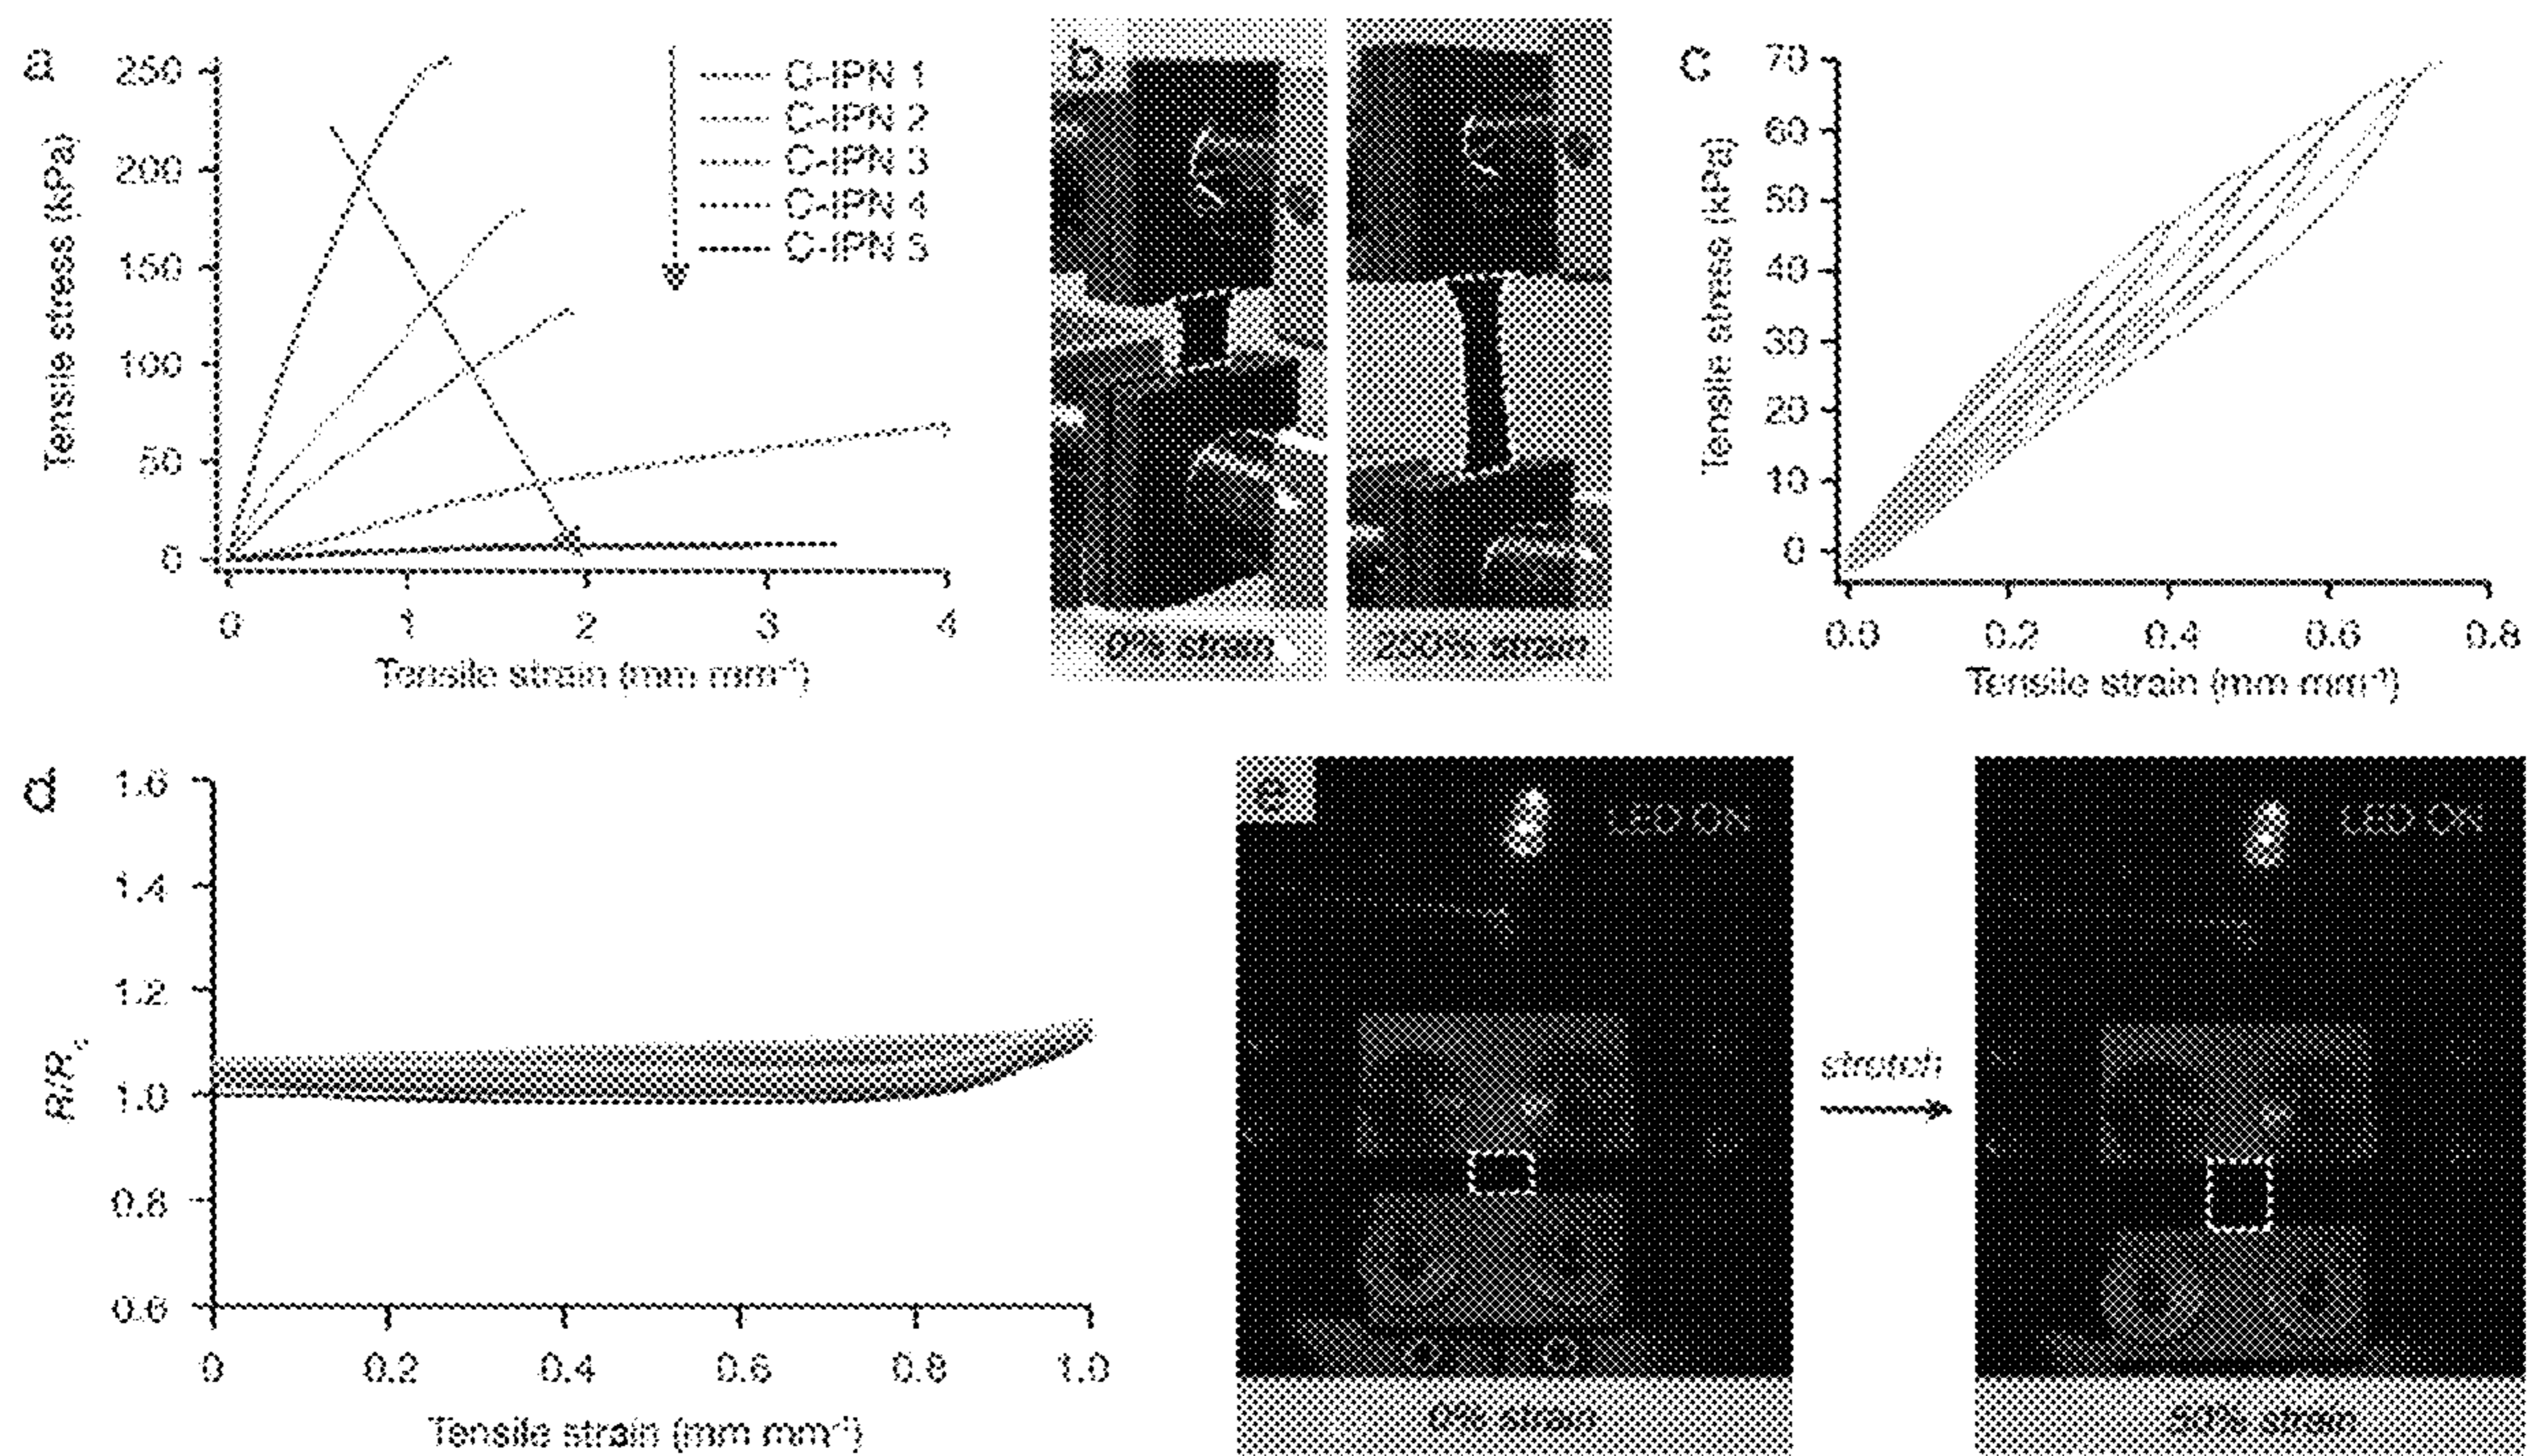 a
250
200
150
100
50
0
Tensile stress (kPa)
0 1 2 3 4
Tensile strain (mm mm⁻¹)
C-IPN 1
C-IPN 2
C-IPN 3
C-IPN 4
C-IPN 5
b
0% strain
200% strain
c
70
60
50
40
30
20
10
0
Tensile stress (kPa)
0.0 0.2 0.4 0.6 0.8
Tensile strain (mm mm⁻¹)
d
1.6
1.4
1.2
1.0
0.8
0.6
0 0.2 0.4 0.6 0.8 1.0
Tensile strain (mm mm⁻¹)
e
LED ON
0% strain
stretch
LED ON
50% strain